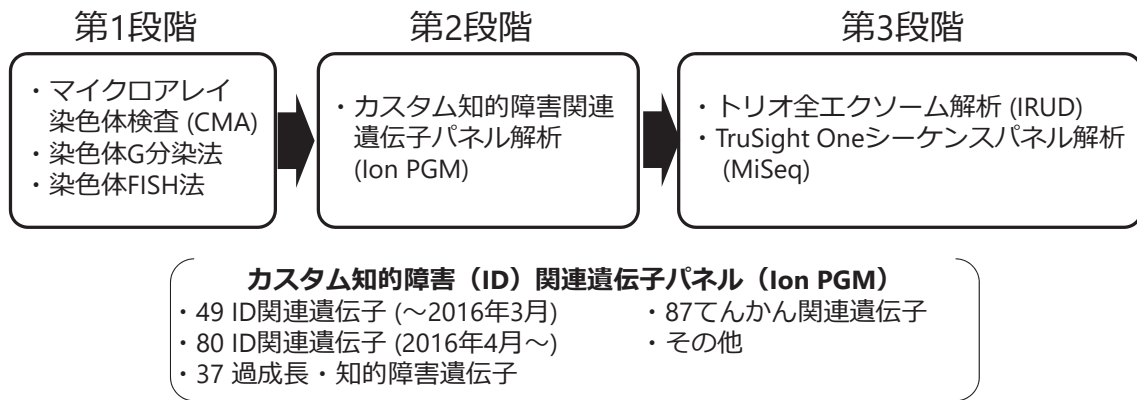 第1段階
第2段階
第3段階
・マイクロアレイ
染色体検査 (CMA)
・染色体G分染法
・染色体FISH法
・カスタム知的障害関連
遺伝子パネル解析
(Ion PGM)
・トリオ全エクソーム解析 (IRUD)
・TruSight Oneシーケンスパネル解析
(MiSeq)
カスタム知的障害（ID）関連遺伝子パネル（Ion PGM）
・49 ID関連遺伝子 (～2016年3月)
・80 ID関連遺伝子 (2016年4月～)
・37 過成長・知的障害遺伝子
・87てんかん関連遺伝子
・その他